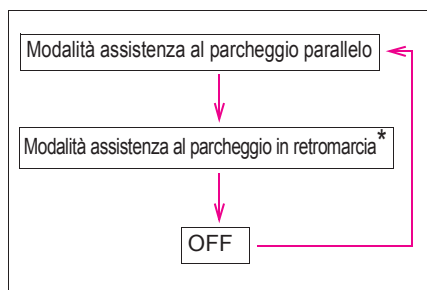 Modalità assistenza al parcheggio parallelo
Modalità assistenza al parcheggio in retromarcia*
OFF